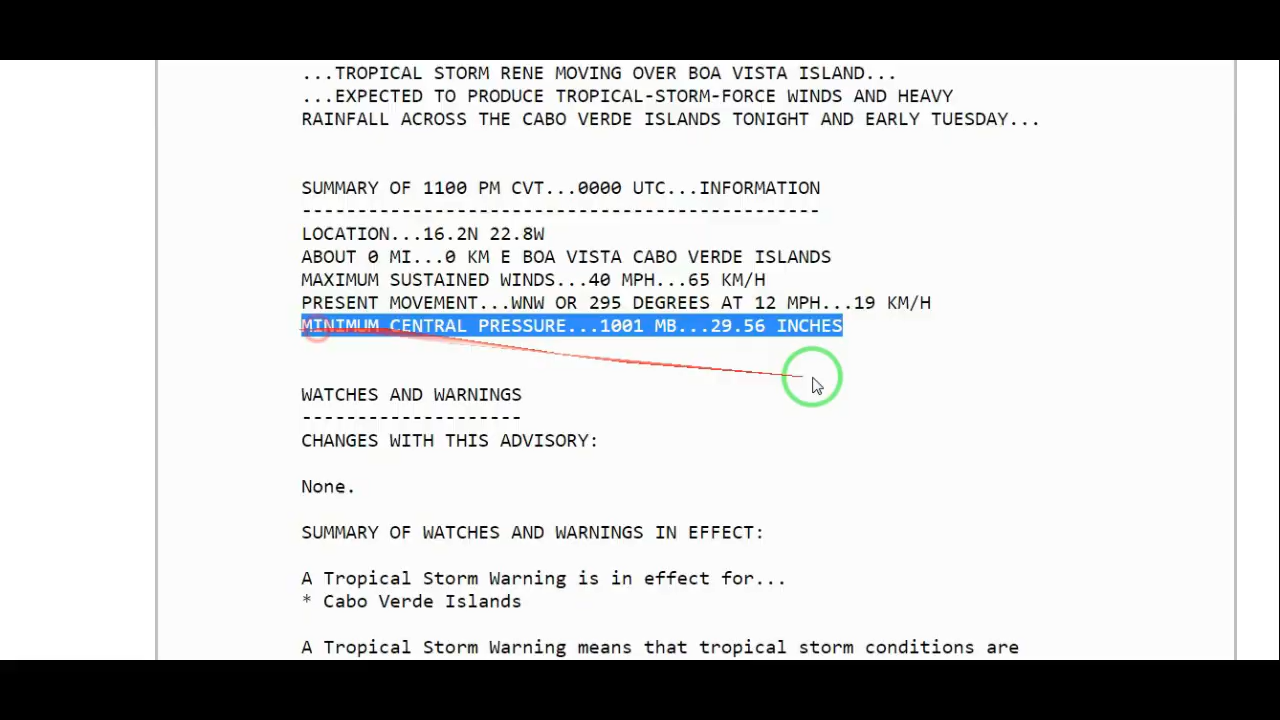 ...TROPICAL STORM RENE MOVING OVER BOA VISTA ISLAND...
...EXPECTED TO PRODUCE TROPICAL-STORM-FORCE WINDS AND HEAVY
RAINFALL ACROSS THE CABO VERDE ISLANDS TONIGHT AND EARLY TUESDAY...
SUMMARY OF 1100 PM CVT...0000 UTC...INFORMATION
-----------------------------------------------
LOCATION...16.2N 22.8W
ABOUT 0 MI...0 KM E BOA VISTA CABO VERDE ISLANDS
MAXIMUM SUSTAINED WINDS...40 MPH...65 KM/H
PRESENT MOVEMENT...WNW OR 295 DEGREES AT 12 MPH...19 KM/H
MINIMUM CENTRAL PRESSURE...1001 MB...29.56 INCHES
WATCHES AND WARNINGS
--------------------
CHANGES WITH THIS ADVISORY:
None.
SUMMARY OF WATCHES AND WARNINGS IN EFFECT:
A Tropical Storm Warning is in effect for...
* Cabo Verde Islands
A Tropical Storm Warning means that tropical storm conditions are